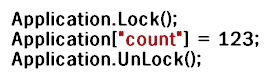 Application.Lock();
Application["count"] = 123;
Application.UnLock();